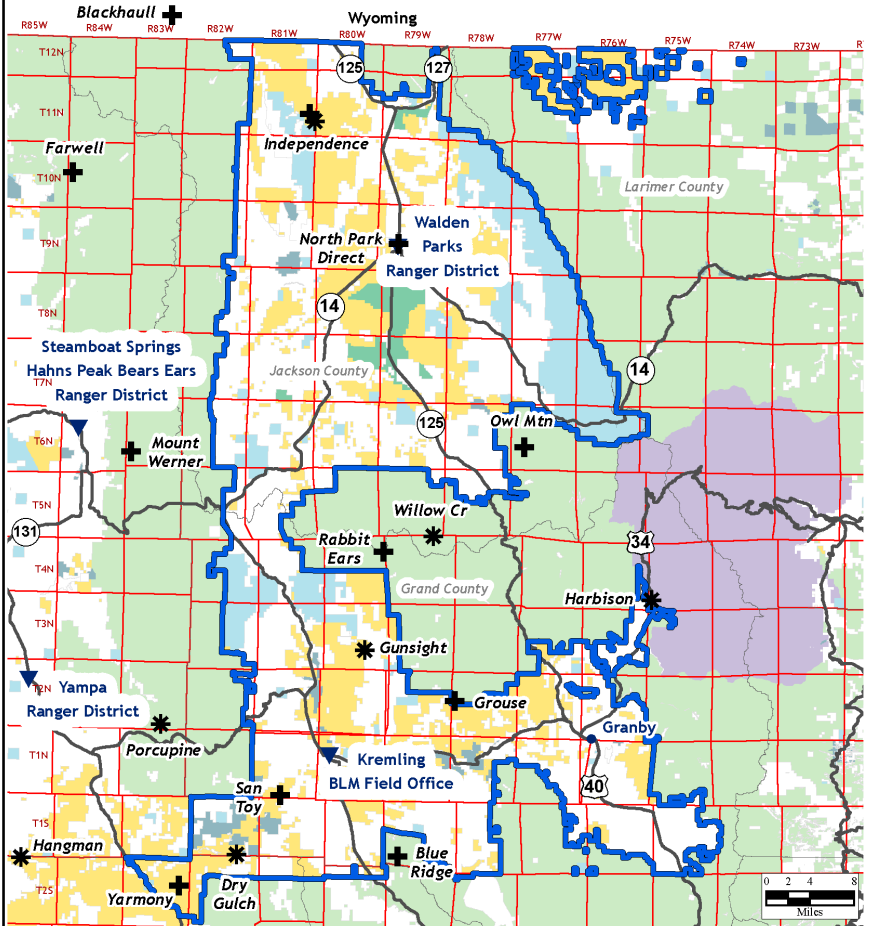 Blackhaull
Wyoming
R85W
R84W
R83W
R82W
R81W
R80W
R79W
R78W
R77W
R76W
R75W
R74W
R73W
R
T12N
125
127
T11N
Independence
Farwell
T10N
Larimer County
Walden
Parks
Ranger District
North Park
Direct
T9N
14
T8N
Steamboat Springs
Hahns Peak Bears Ears
Ranger District
Jackson County
14
T7N
125
Owl Mtn
T6N
Mount
Werner
T5N
Willow Cr
131
34
Rabbit
Ears
T4N
Grand County
Harbison
T3N
Gunsight
T2N
Yampa
Ranger District
Grouse
Granby
Porcupine
T1N
Kremling
BLM Field Office
San
Toy
40
T1S
Hangman
Blue
Ridge
Dry
Gulch
Yarmony
T2S
0 2 4 8
Miles